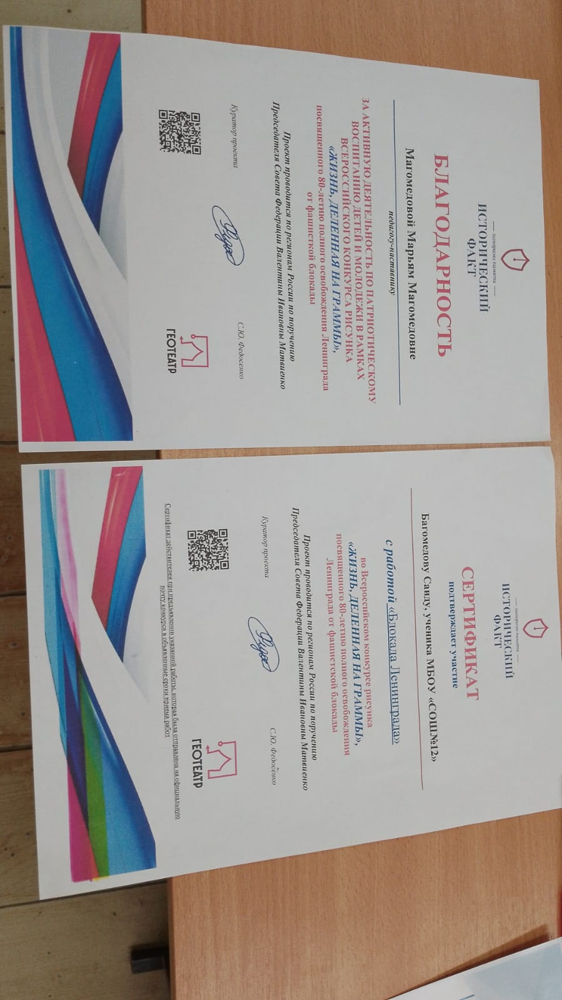 панорама памяти
ИСТОРИЧЕСКИЙ
ФАКТ
БЛАГОДАРНОСТЬ
Магомедовой Марьям Магомедовне
педагогу-наставнику
ЗА АКТИВНУЮ ДЕЯТЕЛЬНОСТЬ ПО ПАТРИОТИЧЕСКОМУ
ВОСПИТАНИЮ ДЕТЕЙ И МОЛОДЕЖИ В РАМКАХ
ВСЕРОССИЙСКОГО КОНКУРСА РИСУНКА
«ЖИЗНЬ, ДЕЛЕННАЯ НА ГРАММЫ»,
посвященного 80-летию полного освобождения Ленинграда
от фашисткой блокады
Проект проводится по регионам России по поручению
Председателя Совета Федерации Валентины Ивановны Матвиенко
Куратор проекта
С.Ю. Федосенко
ГЕОТЕАТР
панорама памяти
ИСТОРИЧЕСКИЙ
ФАКТ
СЕРТИФИКАТ
подтверждает участие
Багомедову Саиду, ученика МБОУ «СОШ№12»
с работой «Блокада Ленинграда»
во Всероссийском конкурсе рисунка
«ЖИЗНЬ, ДЕЛЕННАЯ НА ГРАММЫ»,
посвященного 80-летию полного освобождения
Ленинграда от фашистской блокады
Проект проводится по регионам России по поручению
Председателя Совета Федерации Валентины Ивановны Матвиенко
Куратор проекта
С.Ю. Федосенко
ГЕОТЕАТР
Сертификат действителен при предъявлении указанной работы, которая была отправлена на официальную
почту конкурса в объявленные сроки приема работ